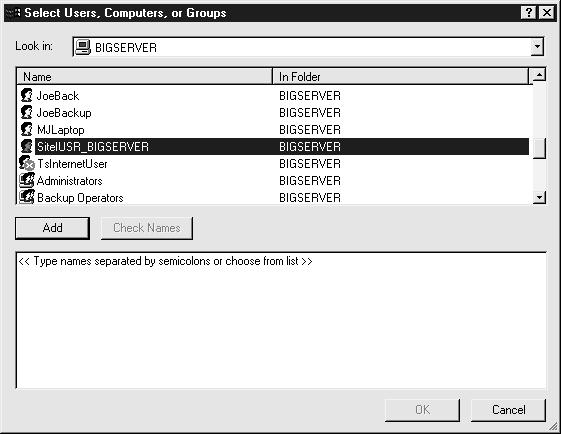 Select Users, Computers, or Groups
Look in: BIGSERVER
Name In Folder
JoeBack BIGSERVER
JoeBackup BIGSERVER
MJLaptop BIGSERVER
SiteIUSR_BIGSERVER BIGSERVER
TsInternetUser BIGSERVER
Administrators BIGSERVER
Backup Operators BIGSERVER
Add Check Names
<< Type names separated by semicolons or choose from list >>
OK Cancel